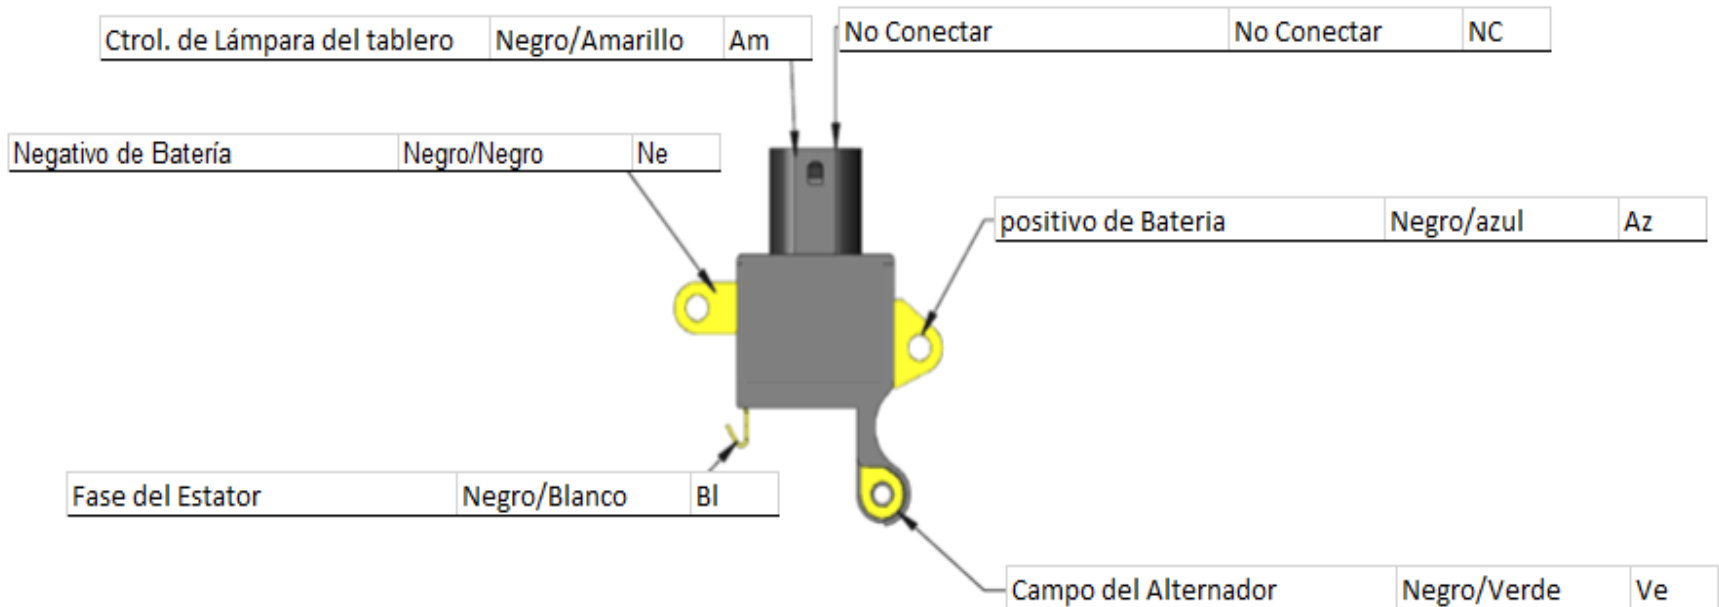 Ctrol. de Lámpara del tablero Negro/Amarillo Am
No Conectar No Conectar NC
Negativo de Batería Negro/Negro Ne
positivo de Bateria Negro/azul Az
Fase del Estator Negro/Blanco Bl
Campo del Alternador Negro/Verde Ve